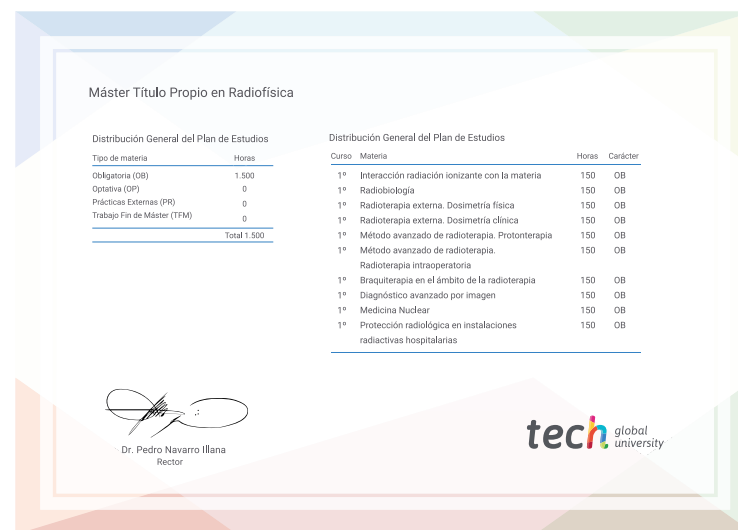 Máster Título Propio en Radiofísica
Distribución General del Plan de Estudios
Tipo de materia Horas
Obligatoria (OB) 1.500
Optativa (OP) 0
Prácticas Externas (PR) 0
Trabajo Fin de Máster (TFM) 0
Total 1.500
Distribución General del Plan de Estudios
Curso Materia Horas Carácter
1º Interacción radiación ionizante con la materia 150 OB
1º Radiobiología 150 OB
1º Radioterapia externa. Dosimetría física 150 OB
1º Radioterapia externa. Dosimetría clínica 150 OB
1º Método avanzado de radioterapia. Protonterapia 150 OB
1º Método avanzado de radioterapia. 150 OB
Radioterapia intraoperatoria
1º Braquiterapia en el ámbito de la radioterapia 150 OB
1º Diagnóstico avanzado por imagen 150 OB
1º Medicina Nuclear 150 OB
1º Protección radiológica en instalaciones 150 OB
radiactivas hospitalarias
Dr. Pedro Navarro Illana
Rector
tech global
university